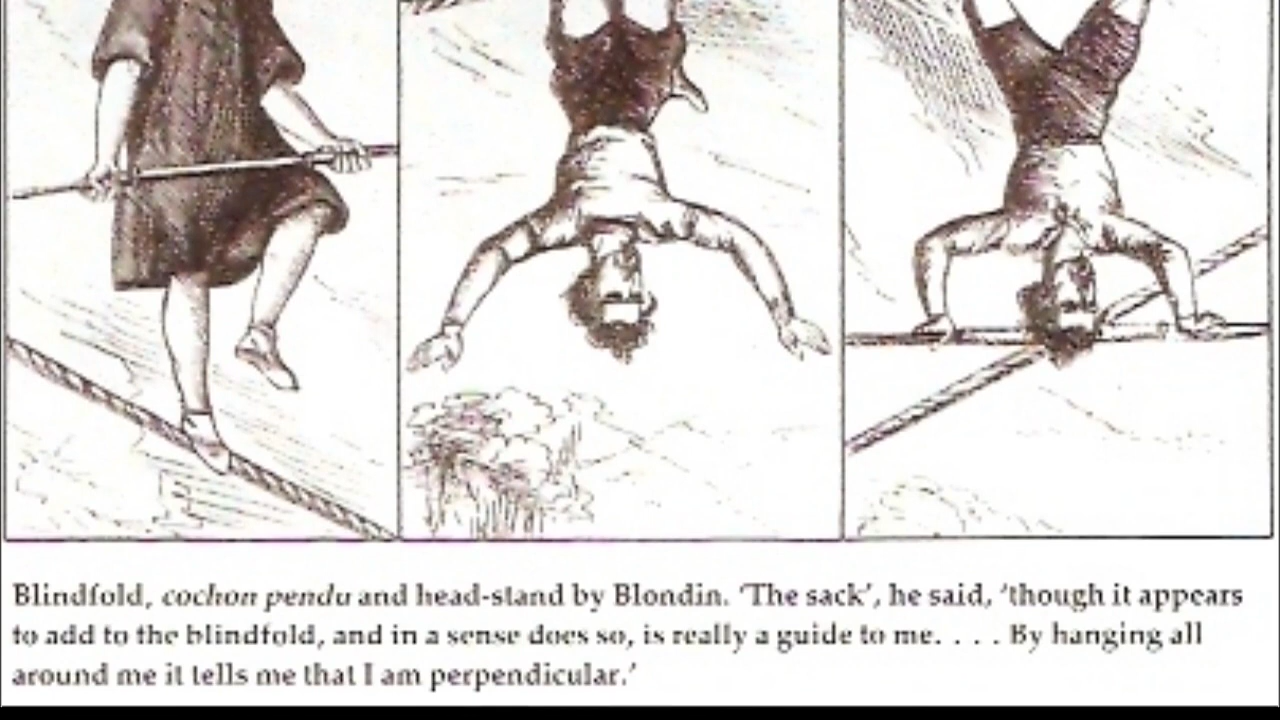 Blindfold, cochon pendu and head-stand by Blondin. 'The sack', he said, 'though it appears
to add to the blindfold, and in a sense does so, is really a guide to me. . . . By hanging all
around me it tells me that I am perpendicular.'